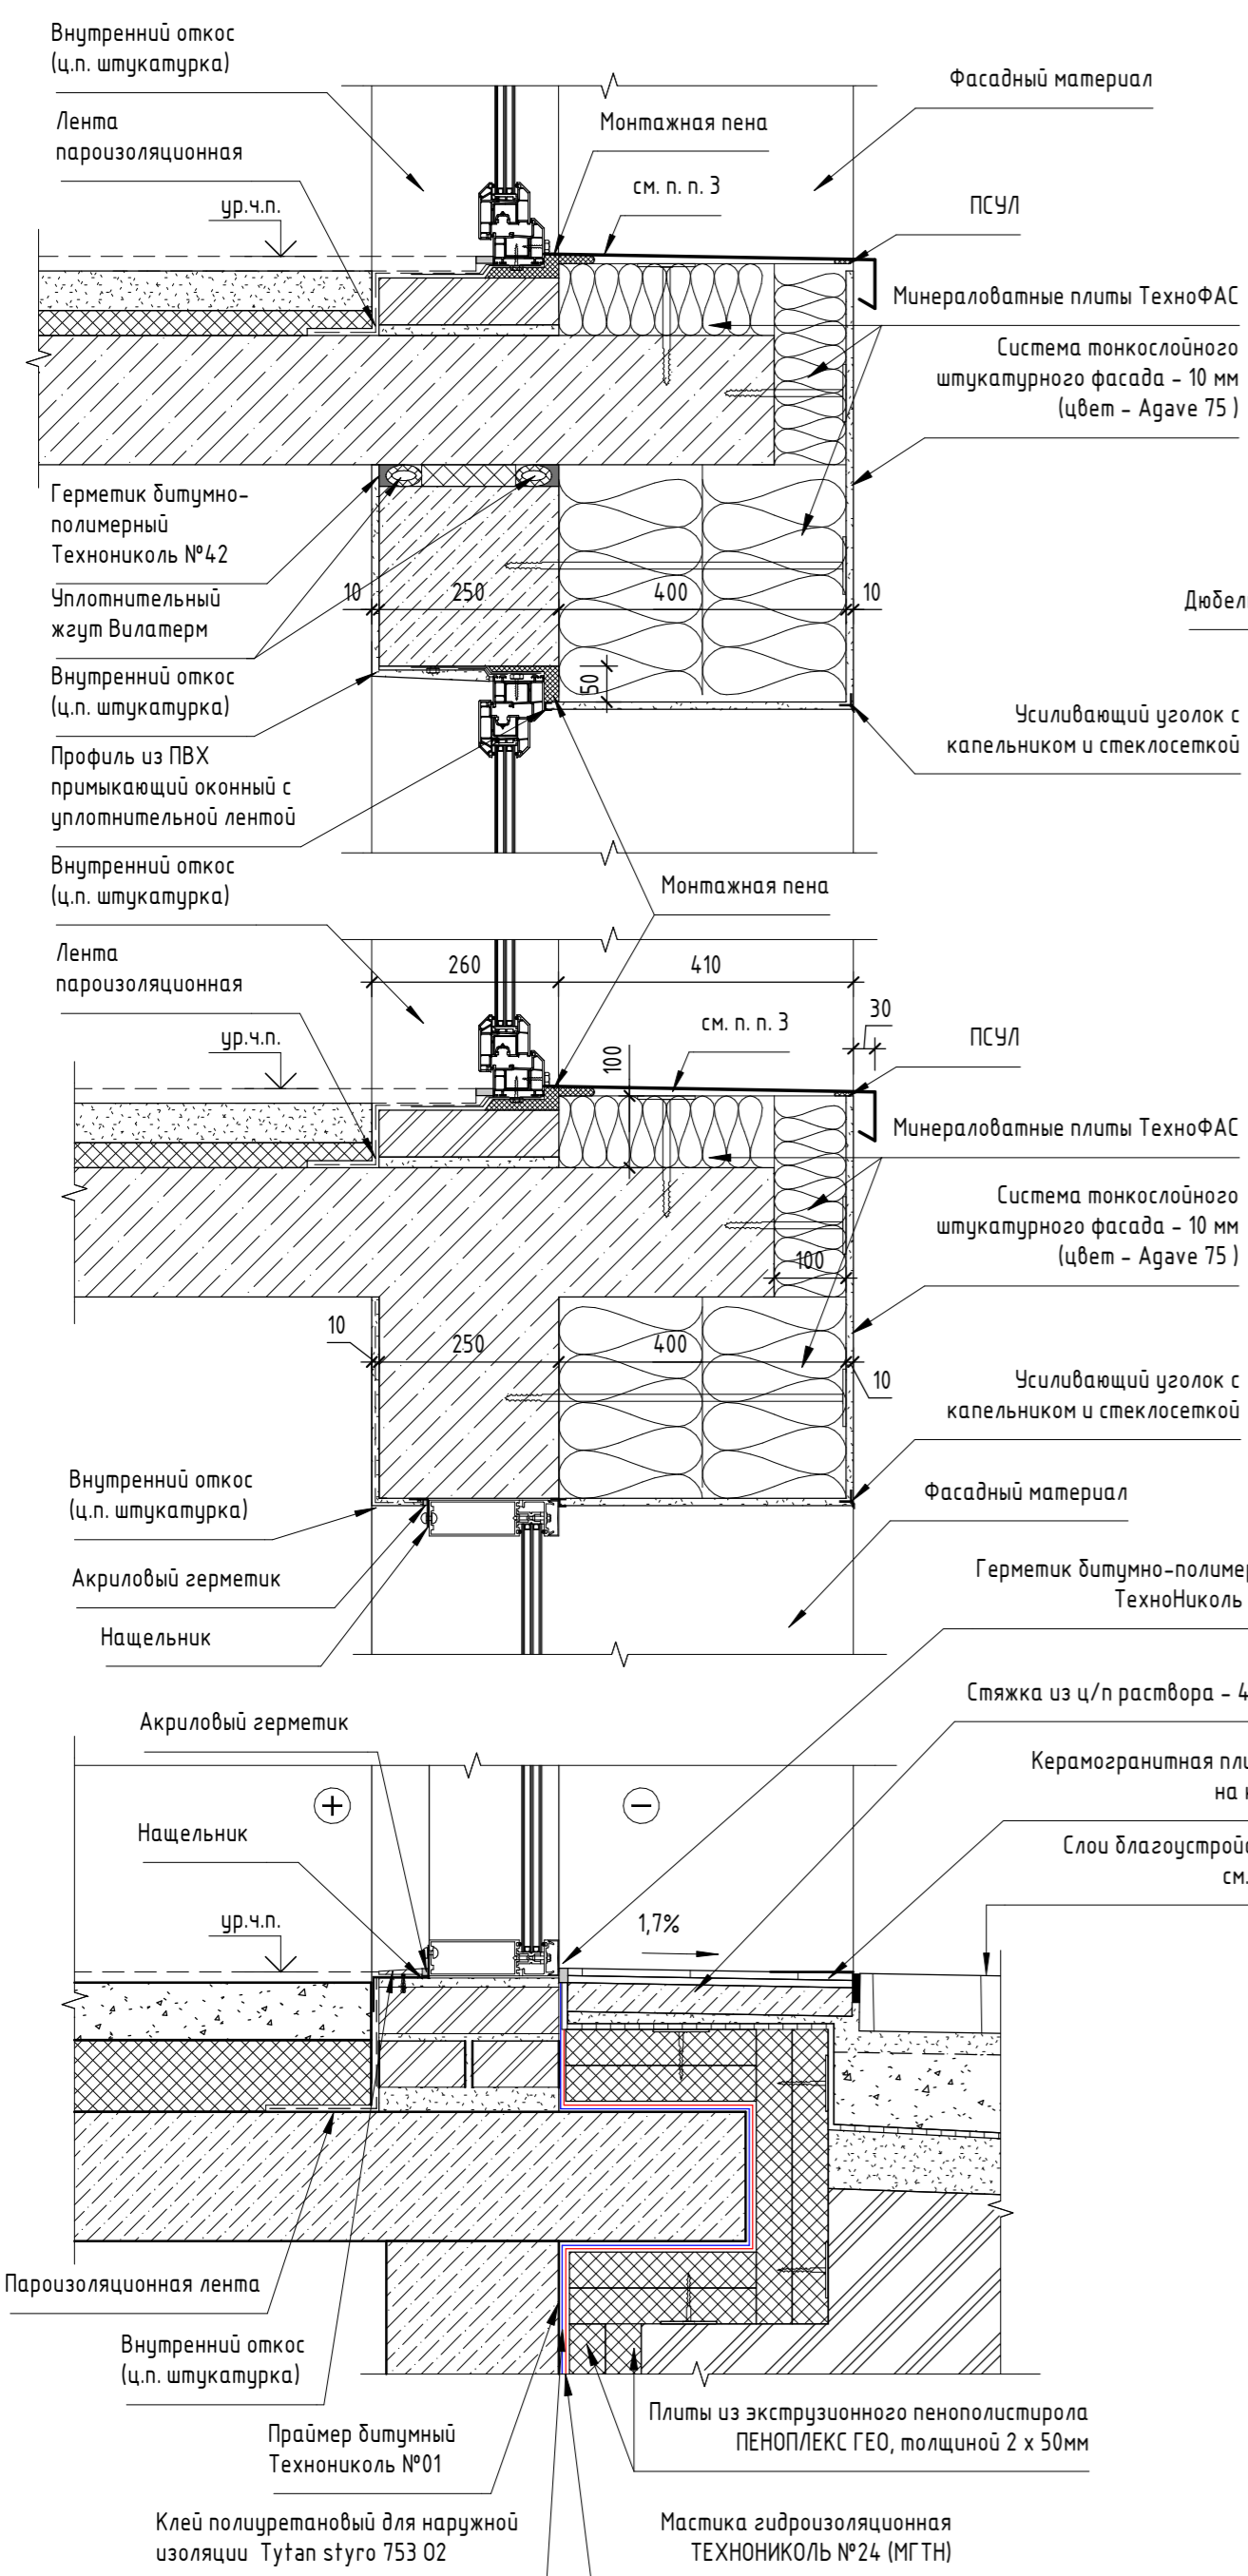 Внутренний откос
(ц.п. штукатурка)
Фасадный материал
Лента
пароизоляционная
Монтажная пена
см. п. п. 3
ур.ч.п.
ПСУЛ
Минераловатные плиты ТехноФАС
Система тонкослойного
штукатурного фасада - 10 мм
(цвет - Agave 75 )
Герметик битумно-
полимерный
Технониколь №42
Уплотнительный
жгут Вилатерм
10
250
400
10
Внутренний откос
(ц.п. штукатурка)
50
Усиливающий уголок с
капельником и стеклосеткой
Профиль из ПВХ
примыкающий оконный с
уплотнительной лентой
Внутренний откос
(ц.п. штукатурка)
Монтажная пена
Лента
пароизоляционная
260
410
30
см. п. п. 3
ур.ч.п.
100
ПСУЛ
Минераловатные плиты ТехноФАС
Система тонкослойного
штукатурного фасада - 10 мм
(цвет - Agave 75 )
100
10
250
400
10
Усиливающий уголок с
капельником и стеклосеткой
Внутренний откос
(ц.п. штукатурка)
Фасадный материал
Акриловый герметик
Нащельник
Герметик
ТехноНиколь
Стяжка из ц/п раствора -
Акриловый герметик
Керамогранитная
на
+
−
Нащельник
Слои
см.
ур.ч.п.
1,7%
Пароизоляционная лента
Внутренний откос
(ц.п. штукатурка)
Плиты из экструзионного пенополистирола
ПЕНОПЛЕКС ГЕО, толщиной 2 x 50мм
Праймер битумный
Технониколь №01
Клей полиуретановый для наружной
изоляции Tytan styro 753 O2
Мастика гидроизоляционная
ТЕХНОНИКОЛЬ №24 (МГТН)